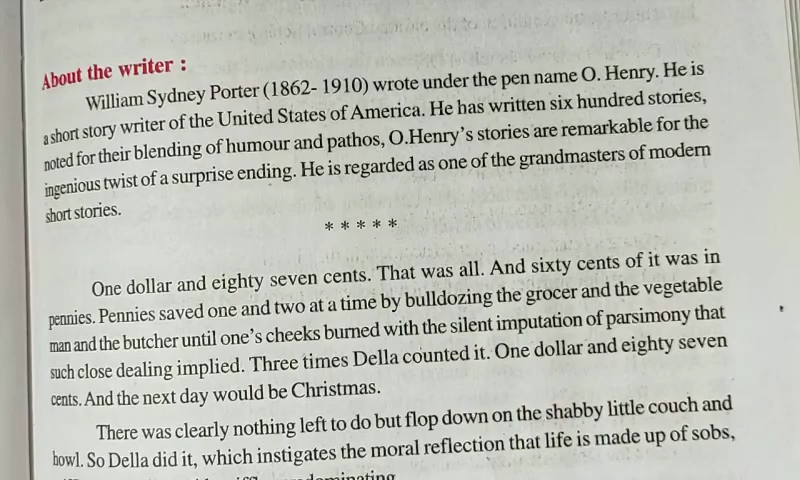 About the writer :
William Sydney Porter (1862- 1910) wrote under the pen name O. Henry. He is
a short story writer of the United States of America. He has written six hundred stories,
noted for their blending of humour and pathos, O.Henry's stories are remarkable for the
ingenious twist of a surprise ending. He is regarded as one of the grandmasters of modern
short stories.
* * * * *
One dollar and eighty seven cents. That was all. And sixty cents of it was in
pennies. Pennies saved one and two at a time by bulldozing the grocer and the vegetable
man and the butcher until one's cheeks burned with the silent imputation of parsimony that
such close dealing implied. Three times Della counted it. One dollar and eighty seven
cents. And the next day would be Christmas.
There was clearly nothing left to do but flop down on the shabby little couch and
howl. So Della did it, which instigates the moral reflection that life is made up of sobs,